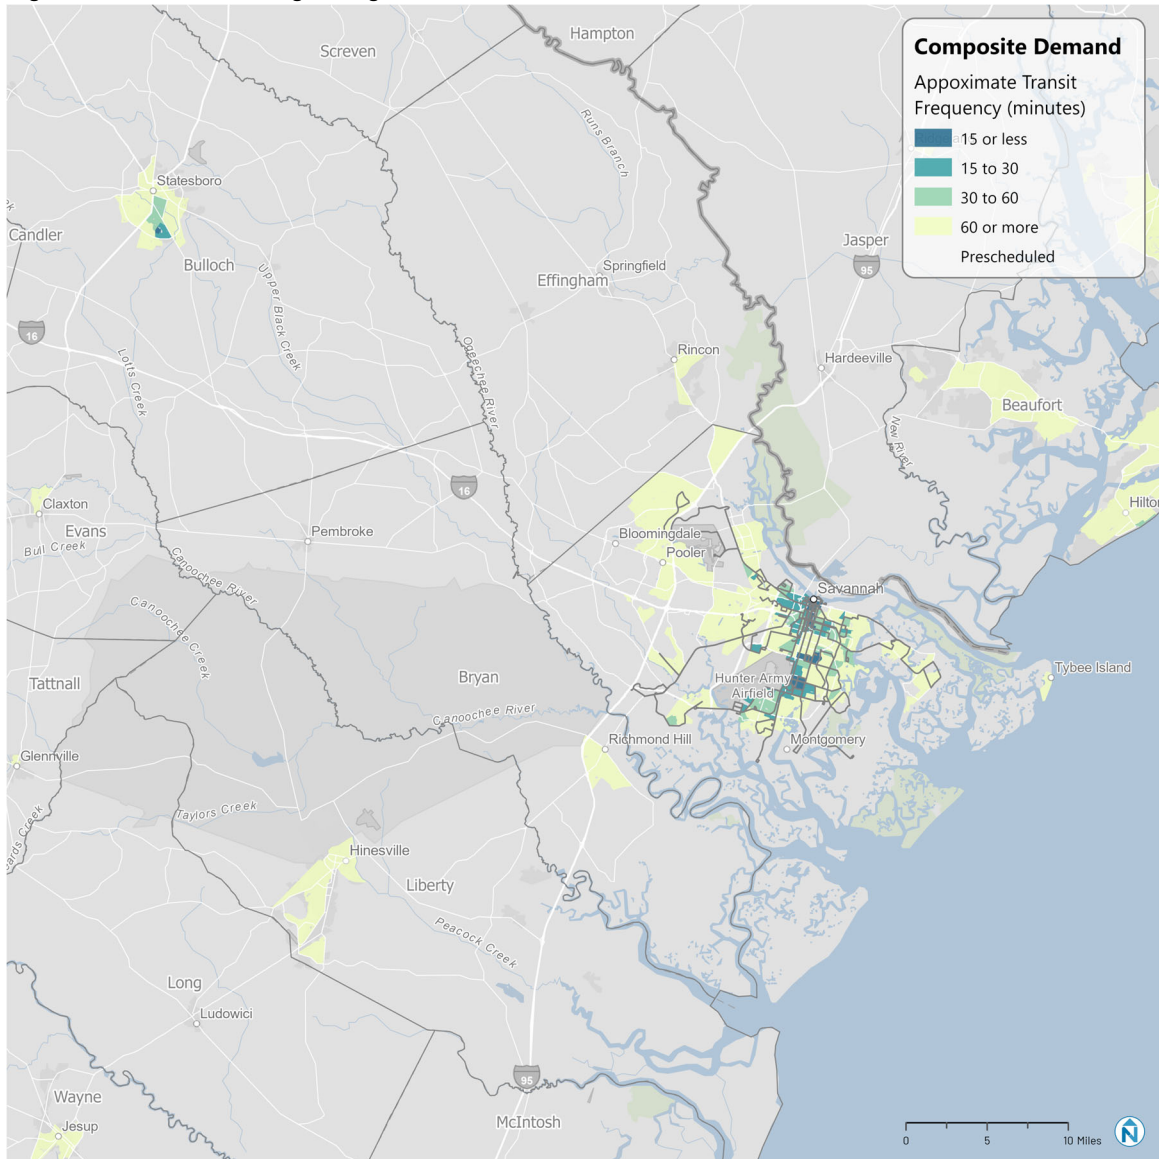 Hampton
Screven
Composite Demand
Appoximate Transit
Frequency (minutes)
15 or less
15 to 30
30 to 60
60 or more
Prescheduled
Runs Branch
Statesboro
Candler
Bulloch
Jasper
95
Springfield
Effingham
Upper Black Creek
16
Ogeechee River
Lotts Creek
Rincon
Hardeeville
Beaufort
New River
16
Claxton
Evans
Bull Creek
Pembroke
Bloomingdale
Pooler
Canoochee River
Savannah
Canoochee Creek
Tybee Island
Tattnall
Bryan
Hunter Army
Airfield
Canoochee River
Richmond Hill
Montgomery
Glennville
Taylors Creek
Hinesville
Liberty
Peacock Creek
Long
Ludowici
95
Wayne
Jesup
McIntosh
0 5 10 Miles
N